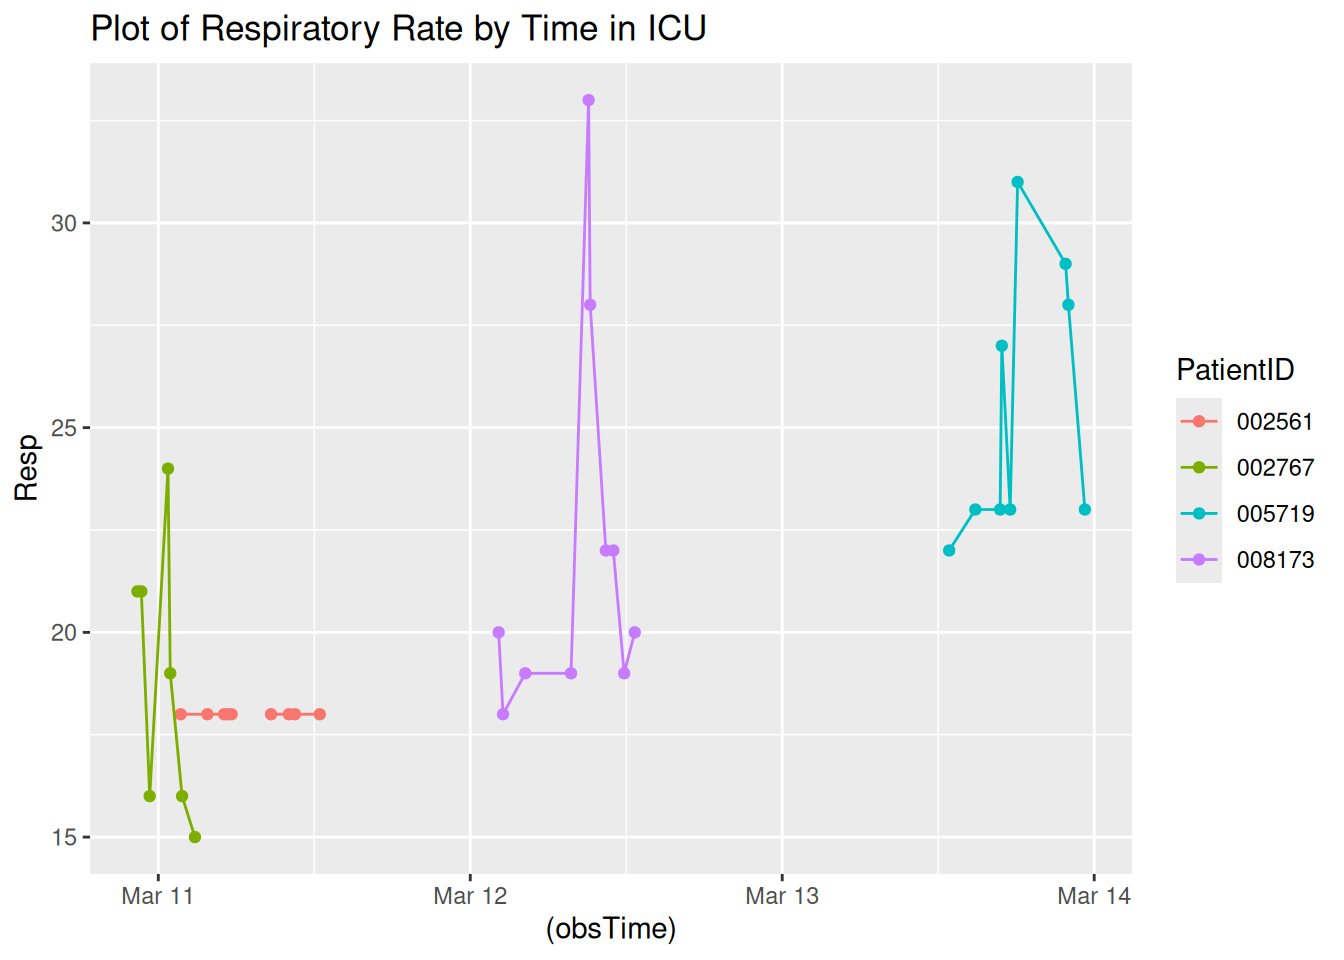 Plot of Respiratory Rate by Time in ICU
30
25
20
15
Resp
Mar 11
Mar 12
Mar 13
Mar 14
(obsTime)
PatientID
002561
002767
005719
008173